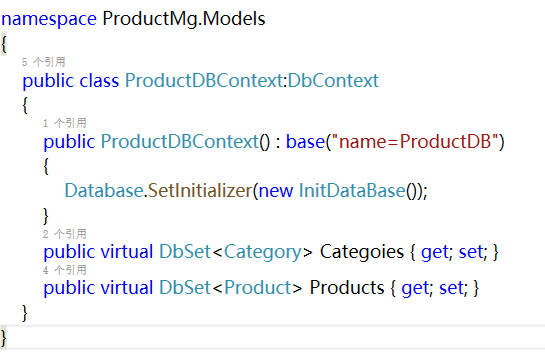 namespace ProductMg.Models
{
5 个引用
public class ProductDBContext:DbContext
{
1 个引用
public ProductDBContext() : base("name=ProductDB")
{
Database.SetInitializer(new InitDataBase());
}
2 个引用
public virtual DbSet<Category> Categoies { get; set; }
4 个引用
public virtual DbSet<Product> Products { get; set; }
}
}